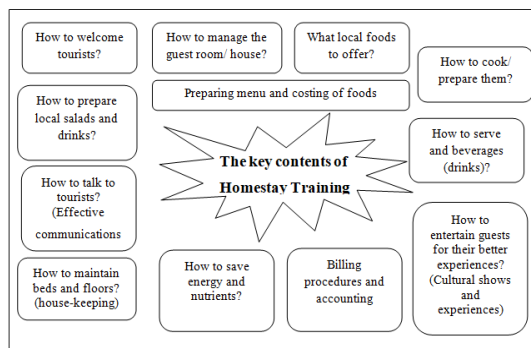 How to welcome
tourists?
How to manage the
guest room/ house?
What local foods
to offer?
How to cook/
prepare them?
Preparing menu and costing of foods
How to prepare
local salads and
drinks?
The key contents of
Homestay Training
How to serve
and beverages
(drinks)?
How to talk to
tourists?
(Effective
communications
How to maintain
beds and floors?
(house-keeping)
How to save
energy and
nutrients?
Billing
procedures and
accounting
How to
entertain guests
for their better
experiences?
(Cultural shows
and
experiences)